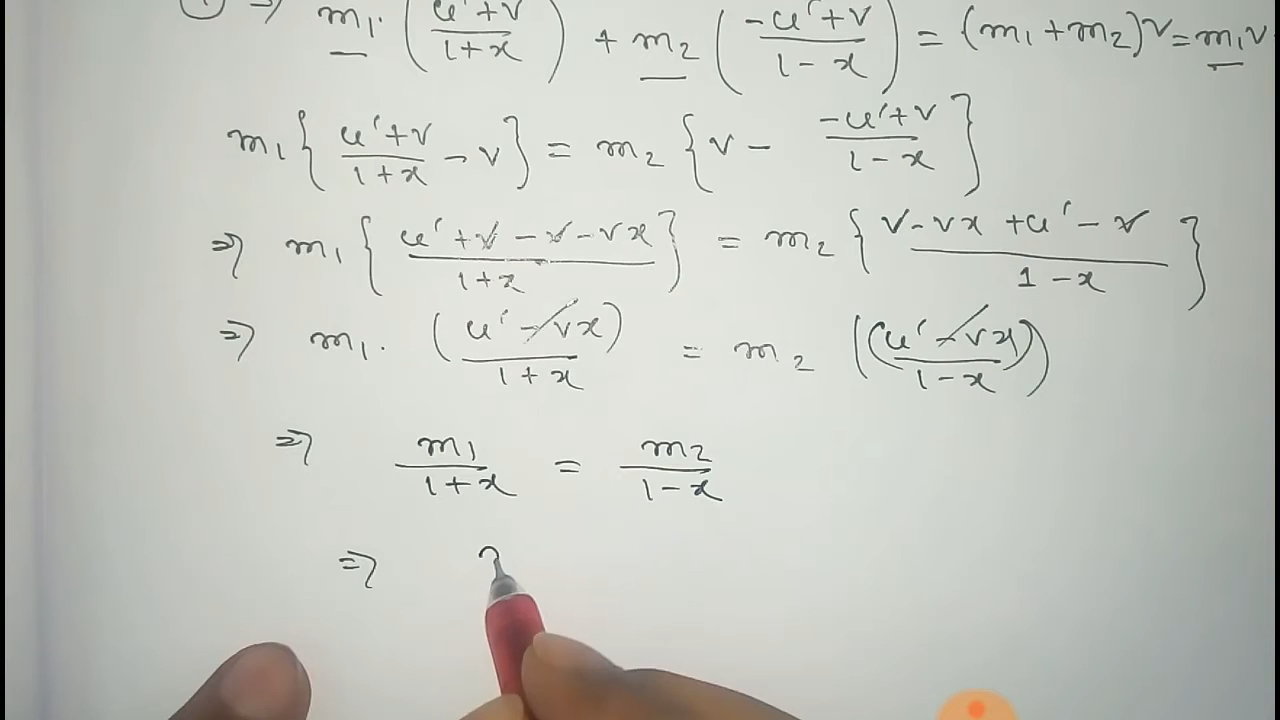 ① ⇒ m₁. ((u'+v)/(1+x)) + m₂ ((-u'+v)/(1-x)) = (m₁+m₂)v = m₁v
m₁ { (u'+v)/(1+x) - v } = m₂ { v - (-u'+v)/(1-x) }
⇒ m₁ { (u'+v-v-vx)/(1+x) } = m₂ { (v-vx+u'-v)/(1-x) }
⇒ m₁. (u'-vx)/(1+x) = m₂ ((u'-vx)/(1-x))
⇒ m₁/(1+x) = m₂/(1-x)
⇒